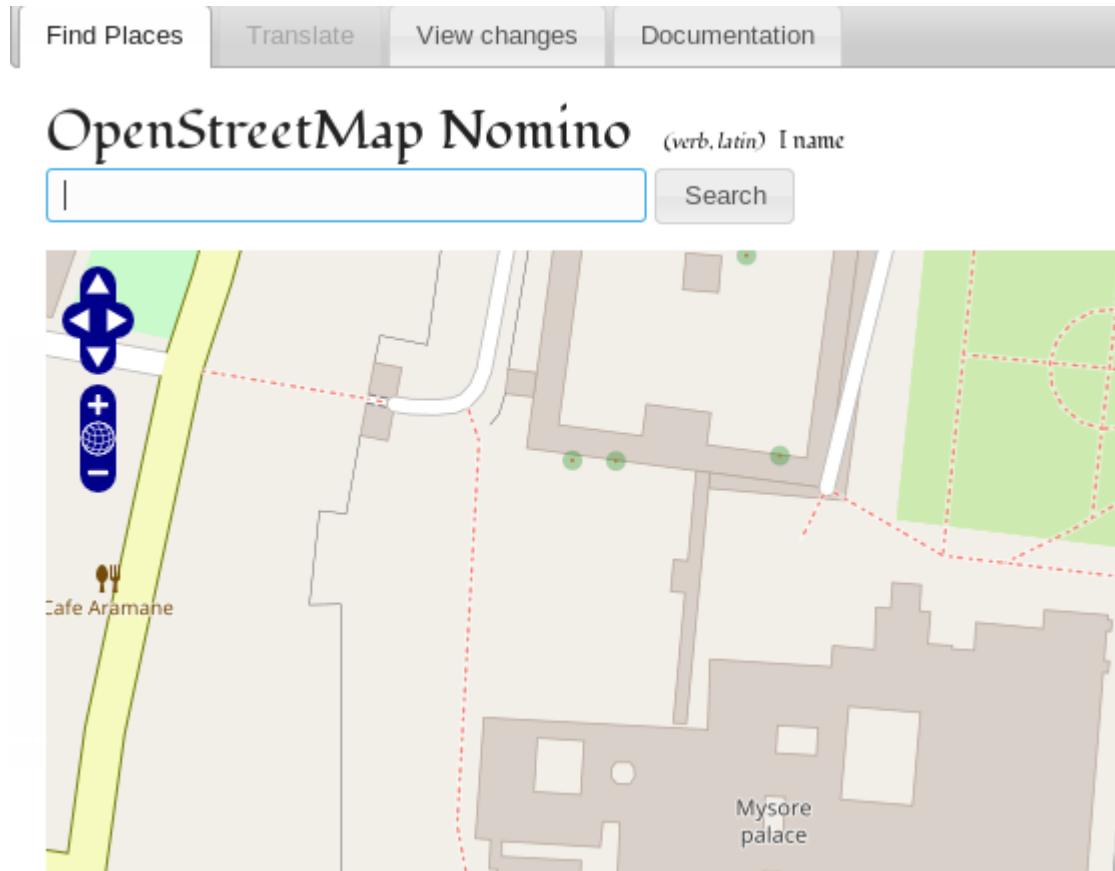 Find Places Translate View changes Documentation
OpenStreetMap Nomino (verb, latin) I name
Search
Cafe Aramane
Mysore
palace